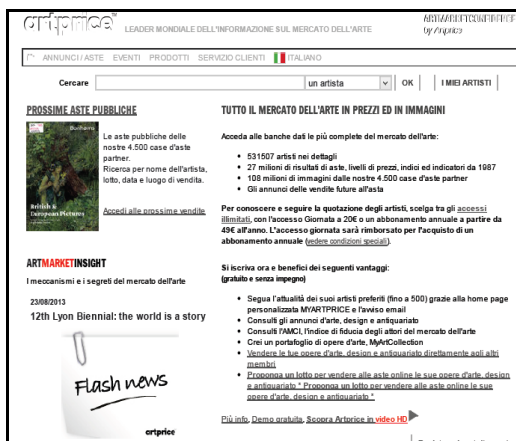 artprice™ LEADER MONDIALE DELL'INFORMAZIONE SUL MERCATO DELL'ARTE
ARTMARKETCONFIDENCE
by Artprice
ANNUNCI / ASTE EVENTI PRODOTTI SERVIZIO CLIENTI ITALIANO
Cercare un artista OK I MIEI ARTISTI
PROSSIME ASTE PUBBLICHE
Bonhams
British &
European Pictures
Le aste pubbliche delle
nostre 4.500 case d'aste
partner.
Ricerca per nome dell'artista,
lotto, data e luogo di vendita.
Accedi alle prossime vendite
ARTMARKETINSIGHT
I meccanismi e i segreti del mercato dell'arte
23/08/2013
12th Lyon Biennial: the world is a story
Flash news
artprice
TUTTO IL MERCATO DELL'ARTE IN PREZZI ED IN IMMAGINI
Acceda alle banche dati le più complete del mercato dell'arte:
• 531507 artisti nei dettagli
• 27 milioni di risultati di aste, livelli di prezzi, indici ed indicatori da 1987
• 108 milioni di immagini dalle nostre 4.500 case d'aste partner
• Gli annunci delle vendite future all'asta
Per conoscere e seguire la quotazione degli artisti, scelga tra gli accessi
illimitati, con l'accesso Giornata a 20€ o un abbonamento annuale a partire da
49€ all'anno. L'accesso giornata sarà rimborsato per l'acquisto di un
abbonamento annuale (vedere condizioni speciali).
Si iscriva ora e benefici dei seguenti vantaggi:
(gratuito e senza impegno)
• Segua l'attualità dei suoi artisti preferiti (fino a 500) grazie alla home page
personalizzata MYARTPRICE e l'avviso email
• Consulti gli annunci d'arte, design e antiquariato
• Consulti l'AMCI, l'indice di fiducia degli attori del mercato dell'arte
• Crei un portafoglio di opere d'arte, MyArtCollection
• Vendere le tue opere d'arte, design e antiquariato direttamente agli altri
membri
• Proponga un lotto per vendere alle aste online le sue opere d'arte, design
e antiquariato * Proponga un lotto per vendere alle aste online le sue
opere d'arte, design e antiquariato *
Più info, Demo gratuita, Scopra Artprice in video HD